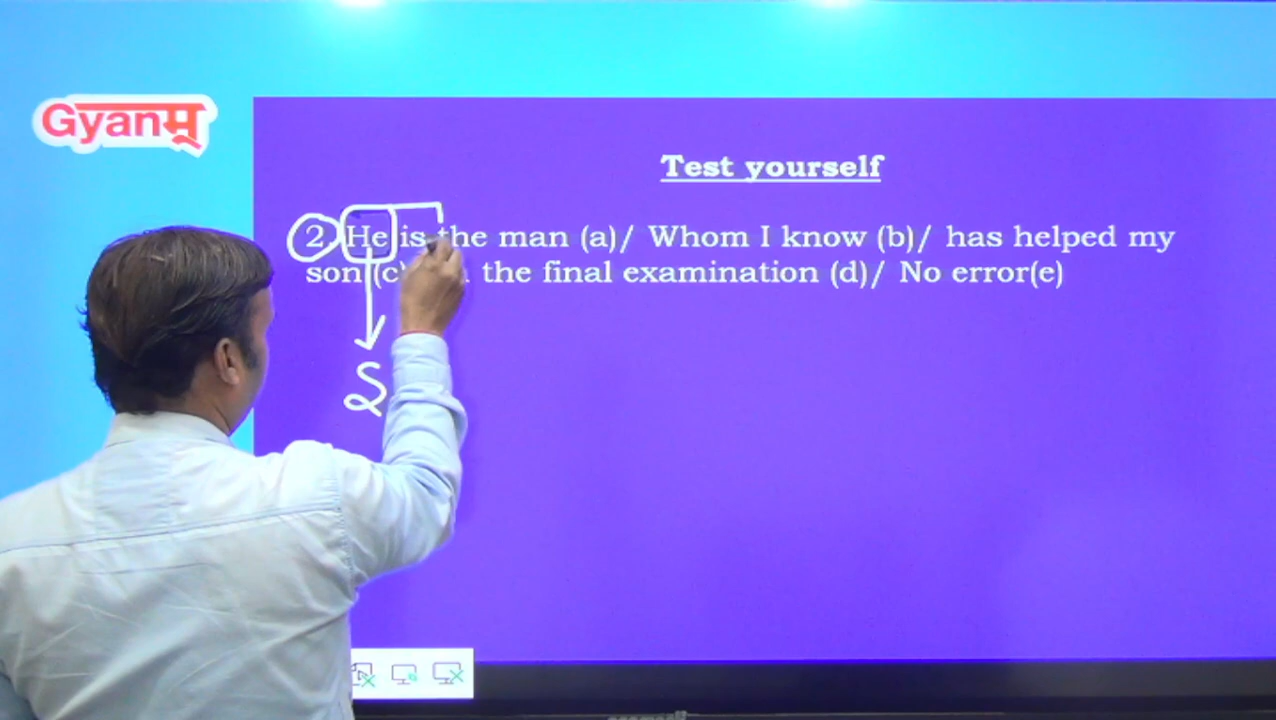 Gyanम्
Test yourself
2. He is the man (a)/ Whom I know (b)/ has helped my
son (c) the final examination (d)/ No error(e)
S